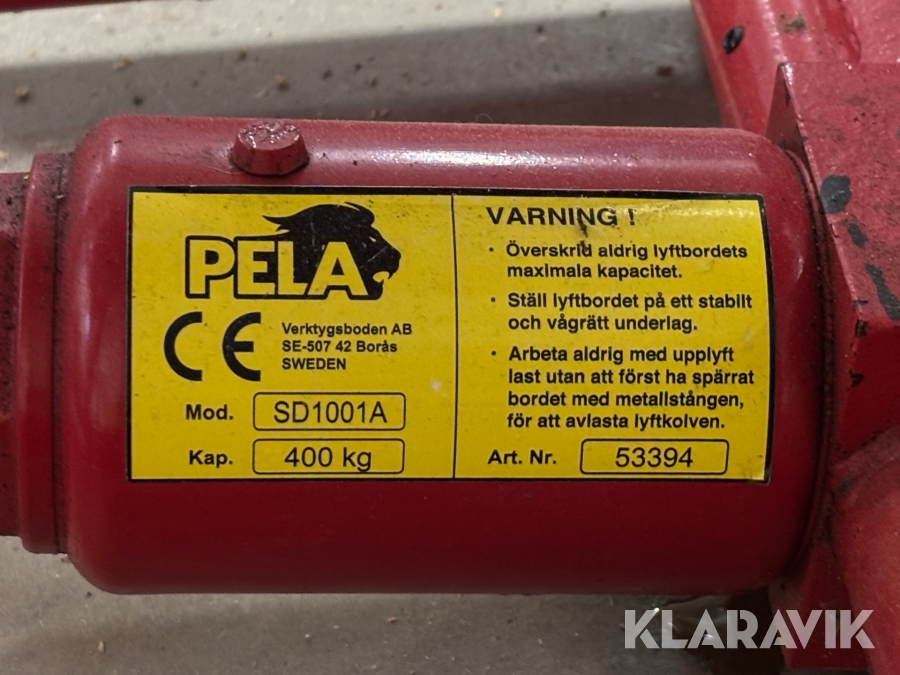 PELA
CE
Verktygsboden AB
SE-507 42 Borås
SWEDEN
Mod. SD1001A
Kap. 400 kg
VARNING !
· Överskrid aldrig lyftbordets
maximala kapacitet.
· Ställ lyftbordet på ett stabilt
och vågrätt underlag.
· Arbeta aldrig med upplyft
last utan att först ha spärrat
bordet med metallstången,
för att avlasta lyftkolven.
Art. Nr. 53394
KLARAVIK